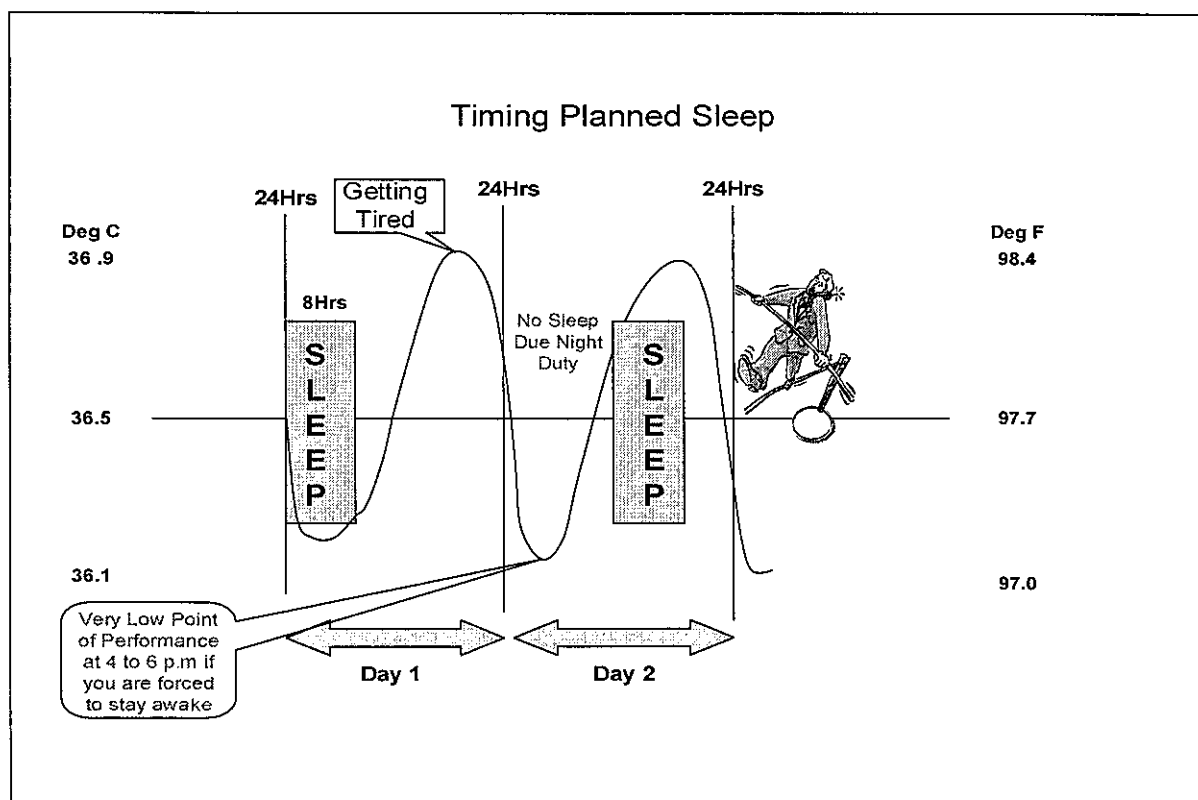 Timing Planned Sleep
24Hrs
Getting
Tired
24Hrs
24Hrs
Deg C
36 .9
Deg F
98.4
8Hrs
SLEEP
No Sleep
Due Night
Duty
SLEEP
36.5
97.7
36.1
97.0
Very Low Point
of Performance
at 4 to 6 p.m if
you are forced
to stay awake
Day 1
Day 2